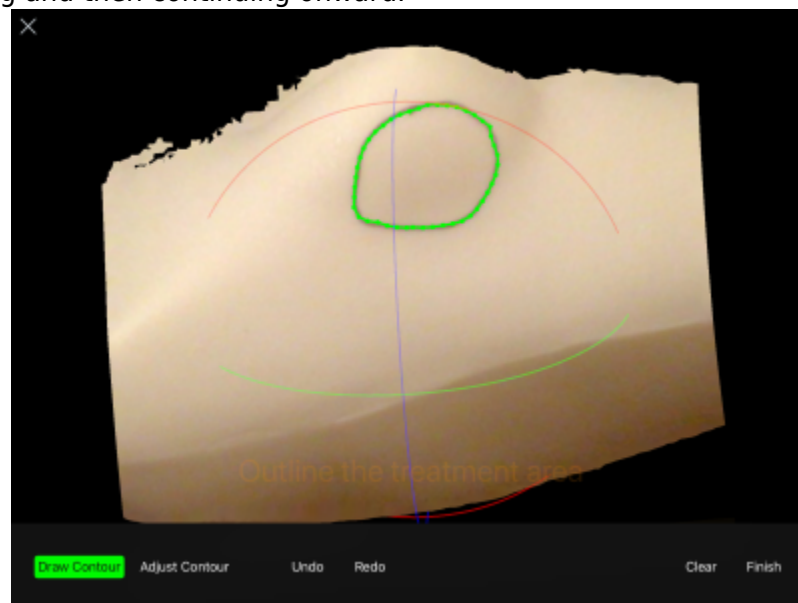 g and then continuing onward.
Outline the treatment area
Draw Contour Adjust Contour Undo Redo Clear Finish